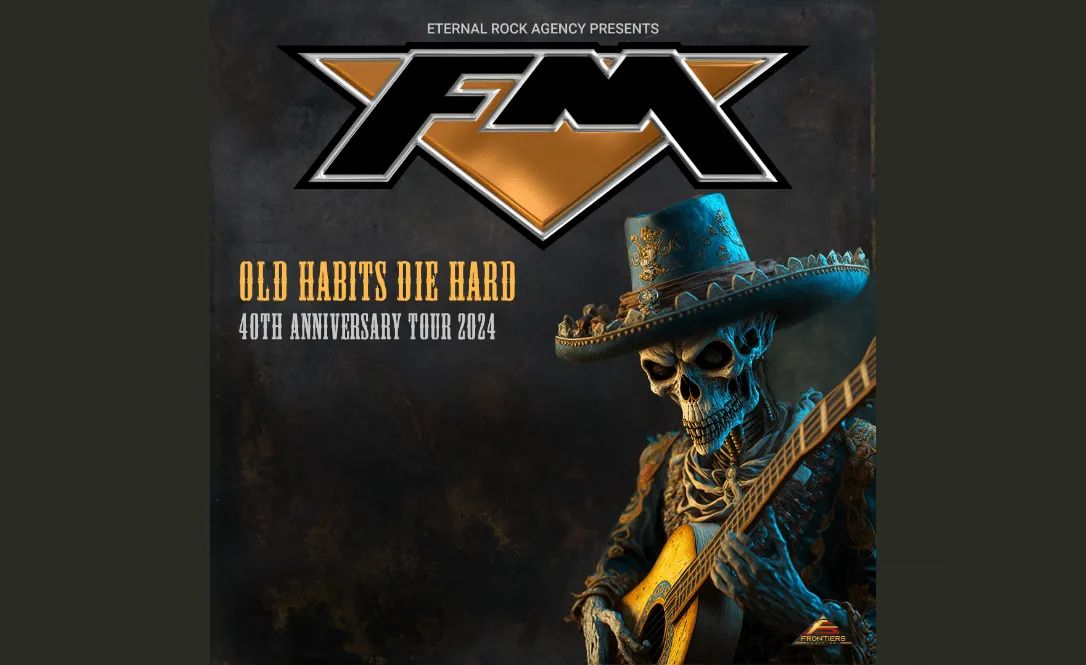 ETERNAL ROCK AGENCY PRESENTS
FM
OLD HABITS DIE HARD
40TH ANNIVERSARY TOUR 2024
FRONTIERS